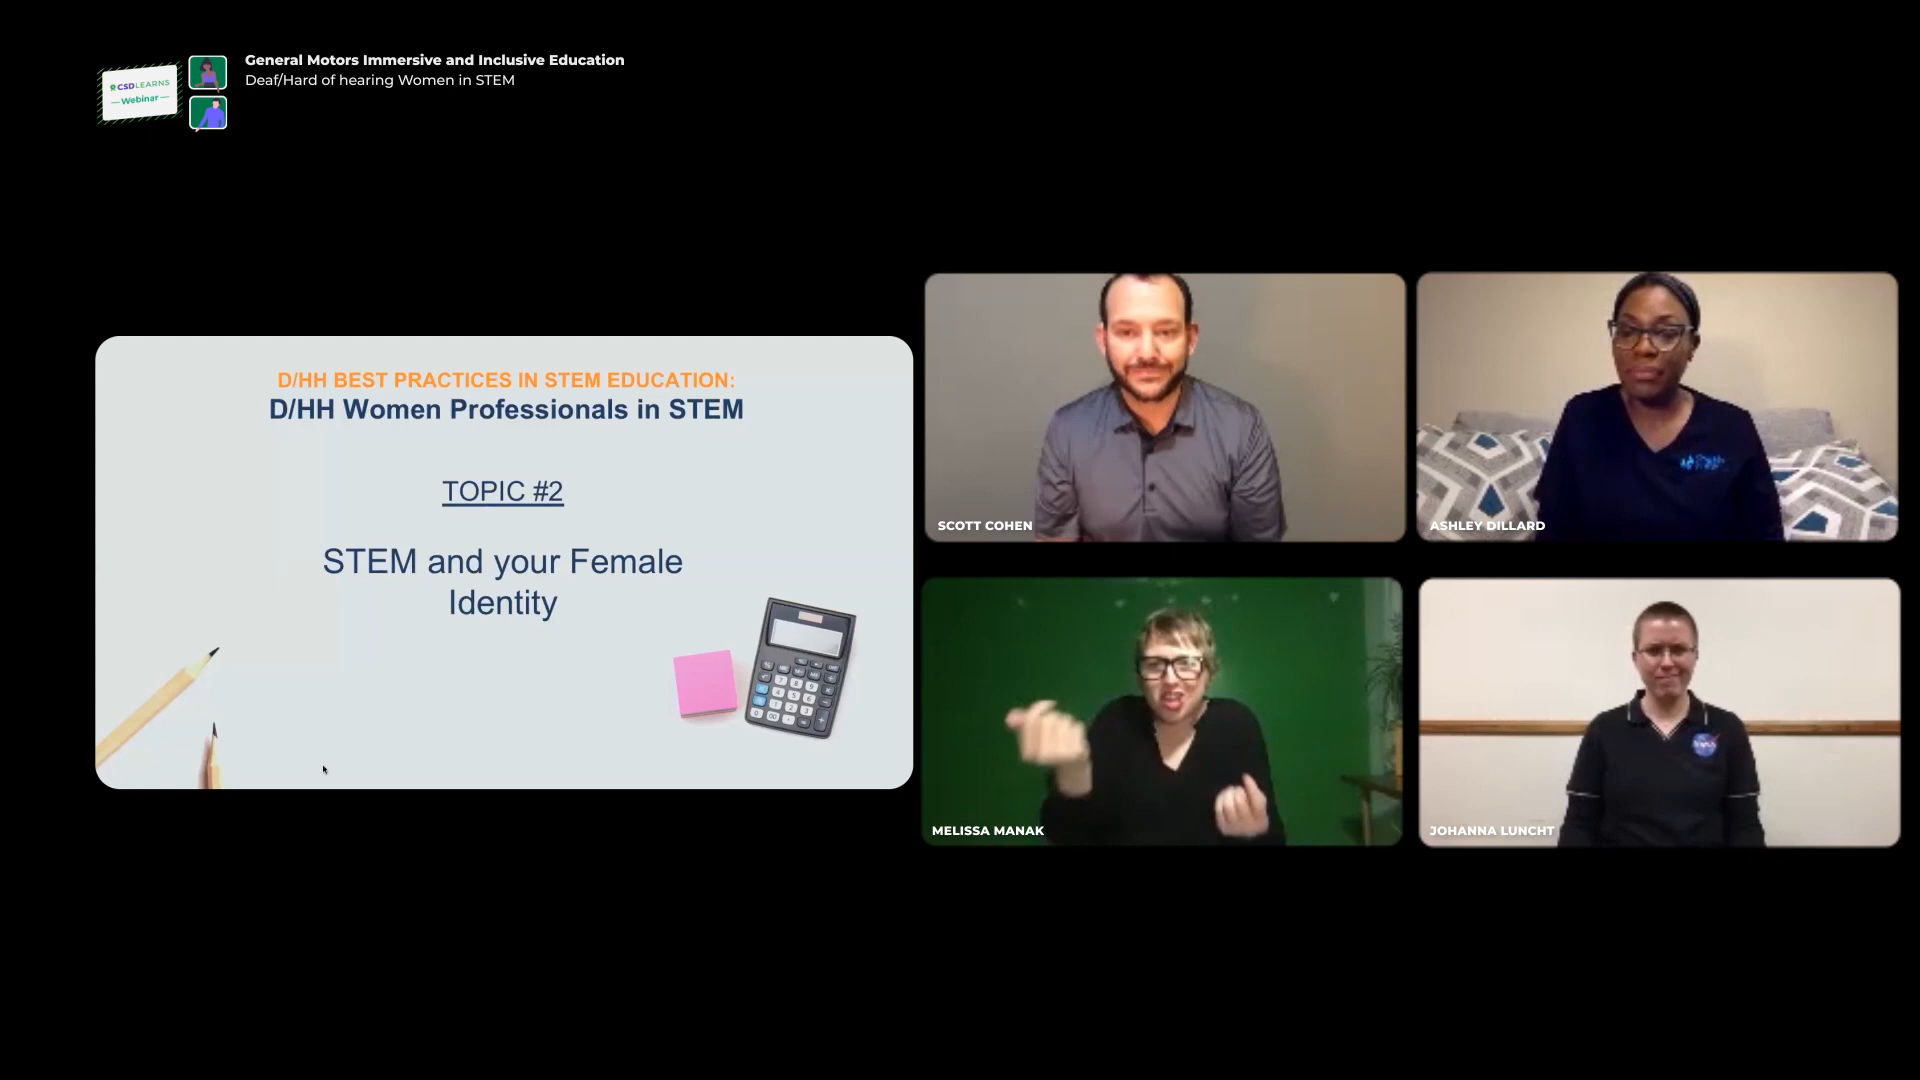 CSDLEARNS
— Webinar —
General Motors Immersive and Inclusive Education
Deaf/Hard of hearing Women in STEM
D/HH BEST PRACTICES IN STEM EDUCATION:
D/HH Women Professionals in STEM
TOPIC #2
STEM and your Female
Identity
SCOTT COHEN
ASHLEY DILLARD
MELISSA MANAK
JOHANNA LUNCHT
NASA